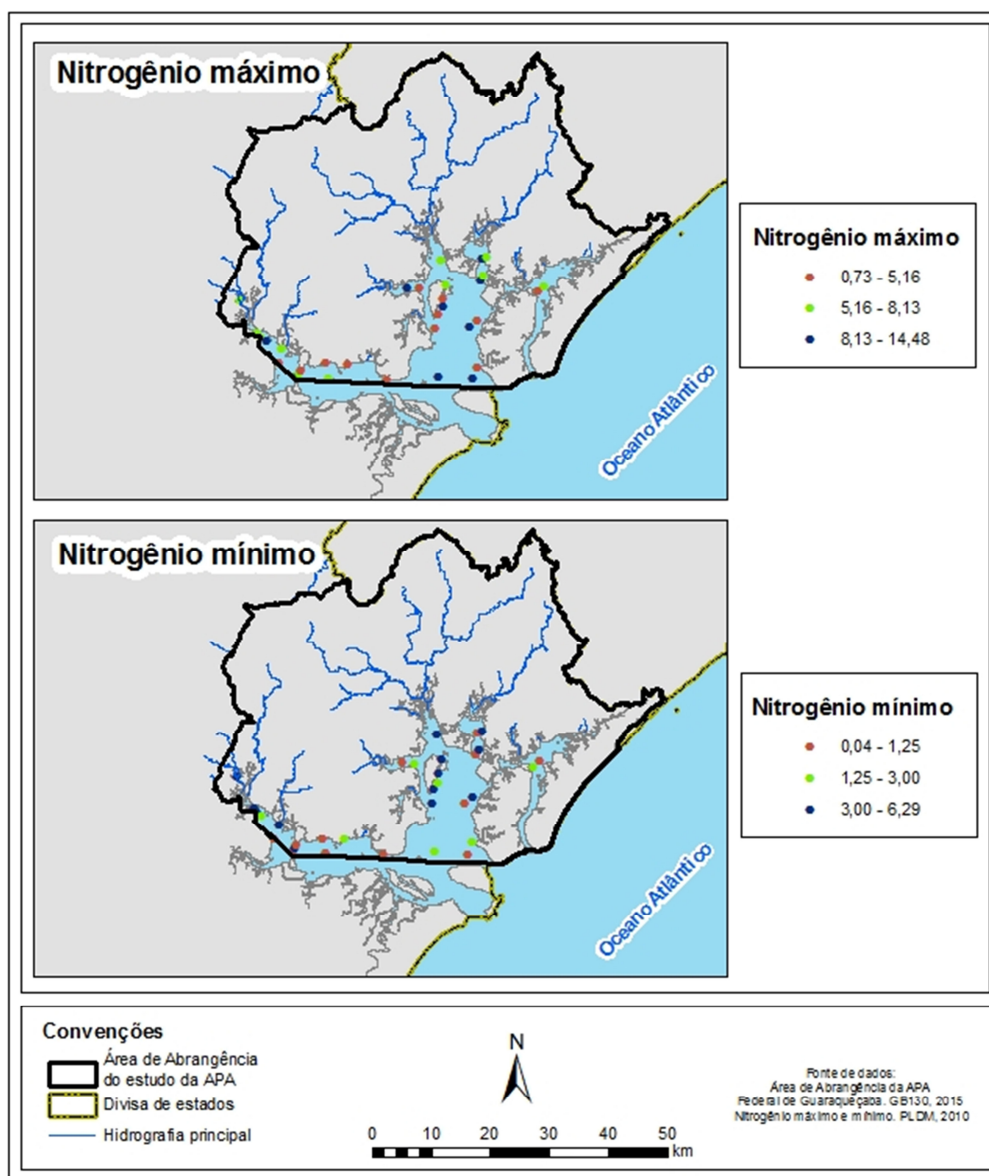 Nitrogênio máximo
Oceano Atlântico
Nitrogênio máximo
0,73 - 5,16
5,16 - 8,13
8,13 - 14,48
Nitrogênio mínimo
Oceano Atlântico
Nitrogênio mínimo
0,04 - 1,25
1,25 - 3,00
3,00 - 6,29
Convenções
Área de Abrangência
do estudo da APA
Divisa de estados
Hidrografia principal
N
0 10 20 30 40 50
km
Fonte de dados:
Área de Abrangência da APA
Federal de Guaraqueçaba. GB130, 2015
Nitrogênio máximo e mínimo. PLDM, 2010